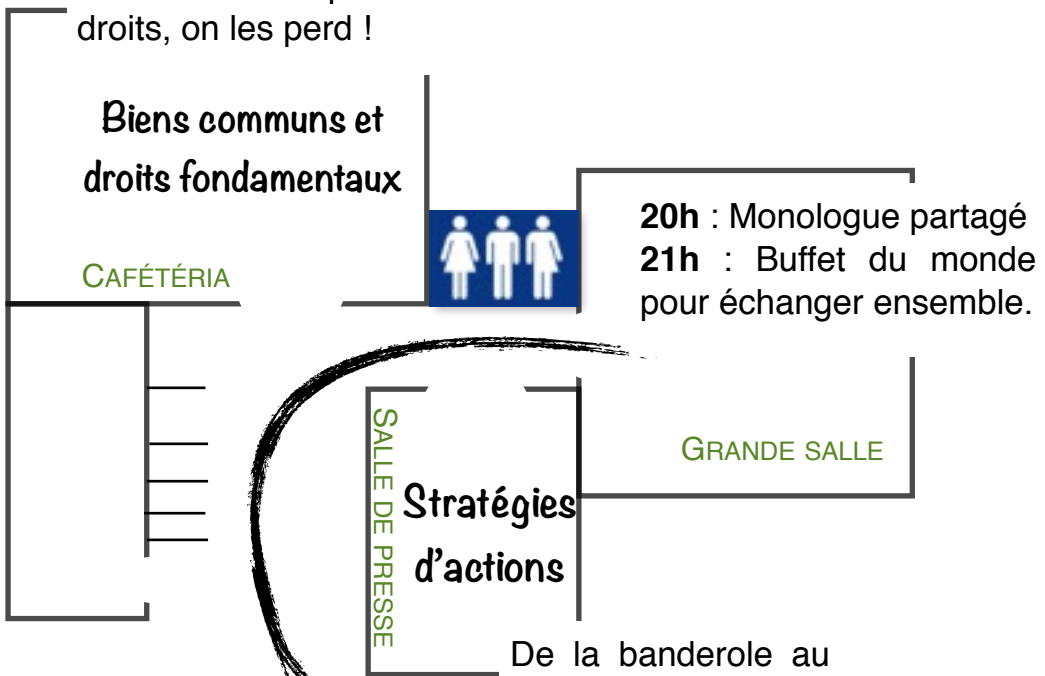 droits, on les perd !
Biens communs et
droits fondamentaux
CAFÉTÉRIA
20h : Monologue partagé
21h : Buffet du monde
pour échanger ensemble.
GRANDE SALLE
SALLE DE PRESSE
Stratégies
d'actions
De la banderole au